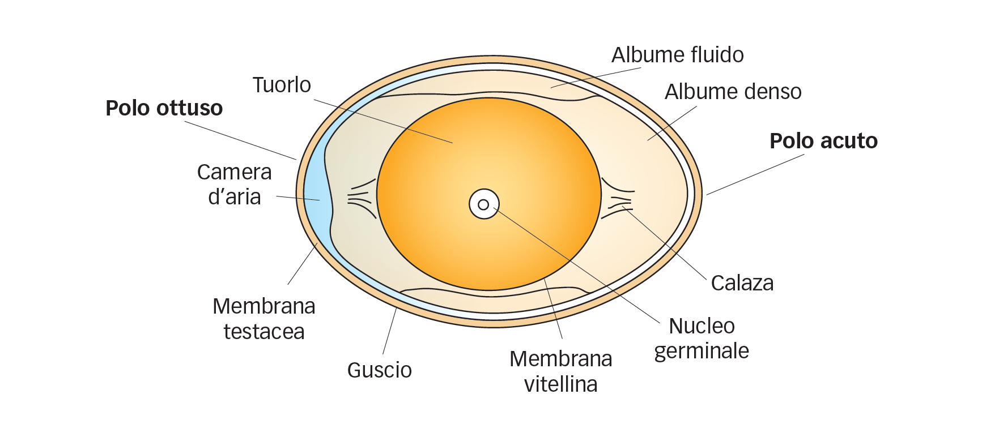 Albume fluido
Tuorlo
Albume denso
Polo ottuso
Polo acuto
Camera
d’aria
Calaza
Membrana
testacea
Nucleo
germinale
Guscio
Membrana
vitellina